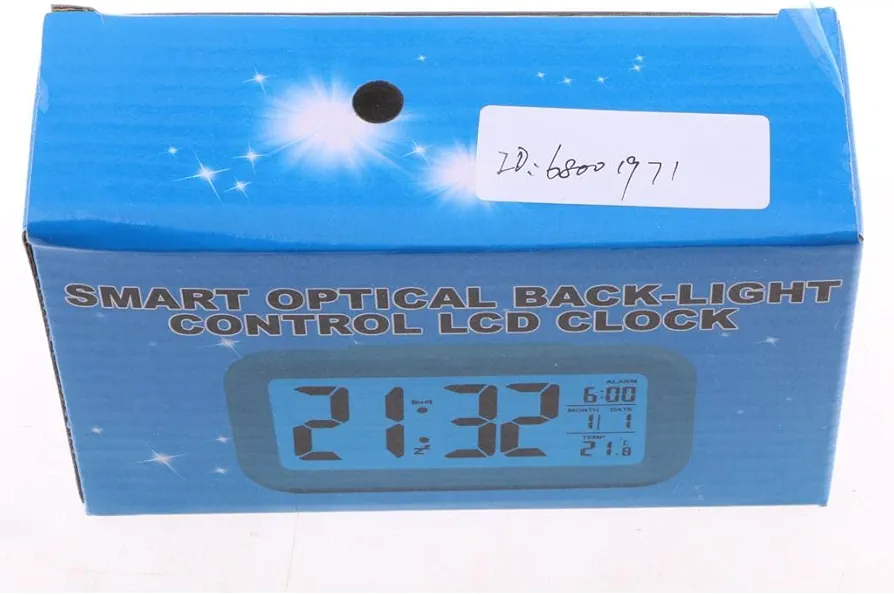 ID: 68001971
SMART OPTICAL BACK-LIGHT
CONTROL LCD CLOCK
21:32
ALARM
6:00
MONTH DATE
1 1
TEMP °C
21.8